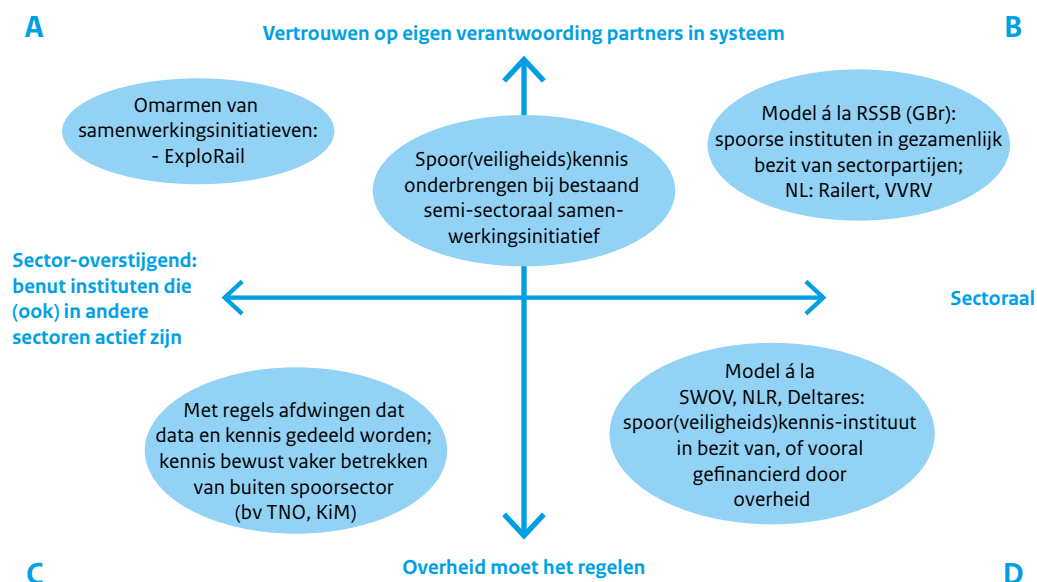 A
Vertrouwen op eigen verantwoording partners in systeem
B
Omarmen van
samenwerkingsinitiatieven:
- ExploRail
Spoor(veiligheids)kennis
onderbrengen bij bestaand
semi-sectoraal samen-
werkingsinitiatief
Model á la RSSB (GBr):
spoorse instituten in gezamenlijk
bezit van sectorpartijen;
NL: Railert, VVRV
Sector-overstijgend:
benut instituten die
(ook) in andere
sectoren actief zijn
Sectoraal
Met regels afdwingen dat
data en kennis gedeeld worden;
kennis bewust vaker betrekken
van buiten spoorsector
(bv TNO, KiM)
Model á la
SWOV, NLR, Deltares:
spoor(veiligheids)kennis-instituut
in bezit van, of vooral
gefinancierd door
overheid
C
Overheid moet het regelen
D